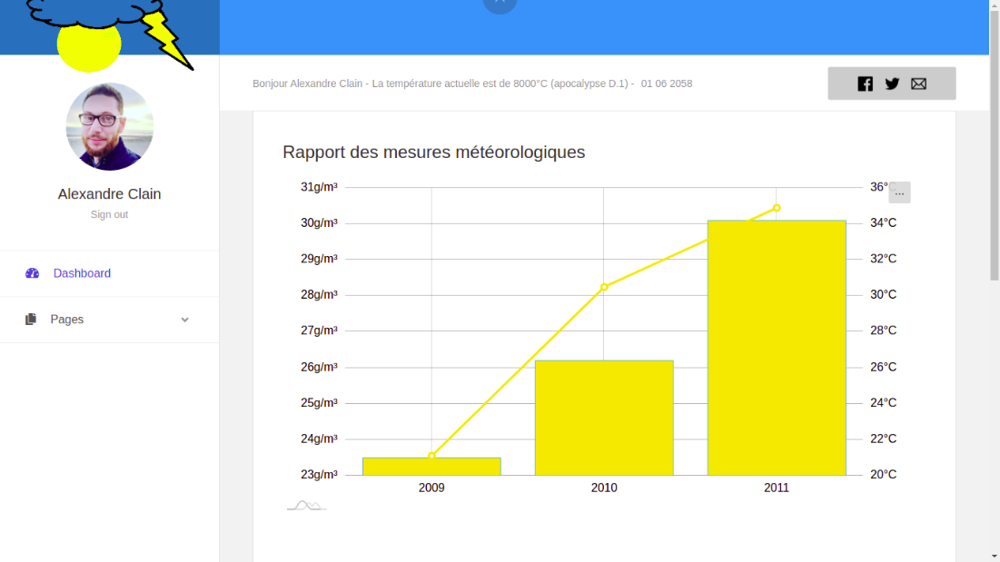 Bonjour Alexandre Clain - La température actuelle est de 8000°C (apocalypse D.1) - 01 06 2058
Alexandre Clain
Sign out
Dashboard
Pages
Rapport des mesures météorologiques
31g/m³
30g/m³
29g/m³
28g/m³
27g/m³
26g/m³
25g/m³
24g/m³
23g/m³
36°
...
34°C
32°C
30°C
28°C
26°C
24°C
22°C
20°C
2009 2010 2011